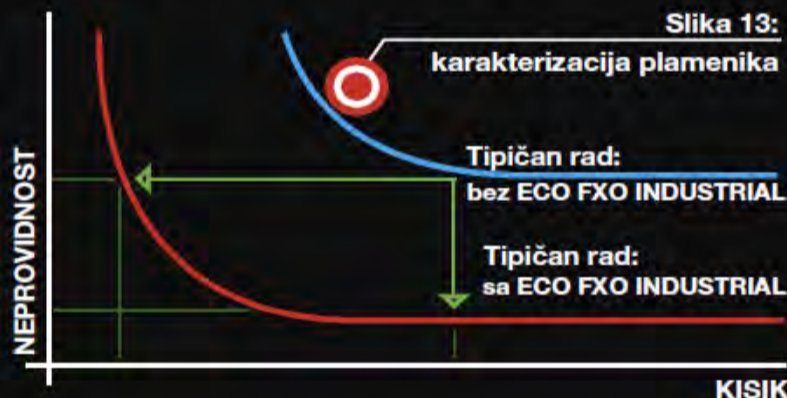 Slika 13:
karakterizacija plamenika
NEPROVIDNOST
Tipičan rad:
bez ECO FXO INDUSTRIAL
Tipičan rad:
sa ECO FXO INDUSTRIAL
KISIK